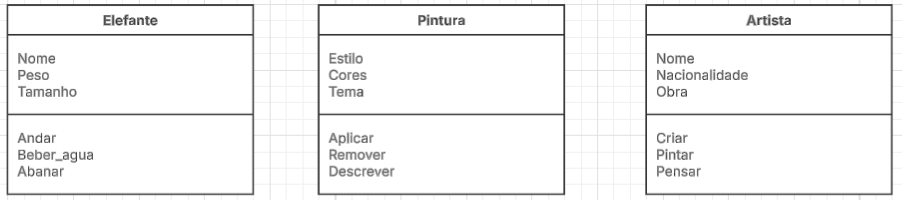 Elefante
Nome
Peso
Tamanho
Andar
Beber_agua
Abanar
Pintura
Estilo
Cores
Tema
Aplicar
Remover
Descrever
Artista
Nome
Nacionalidade
Obra
Criar
Pintar
Pensar